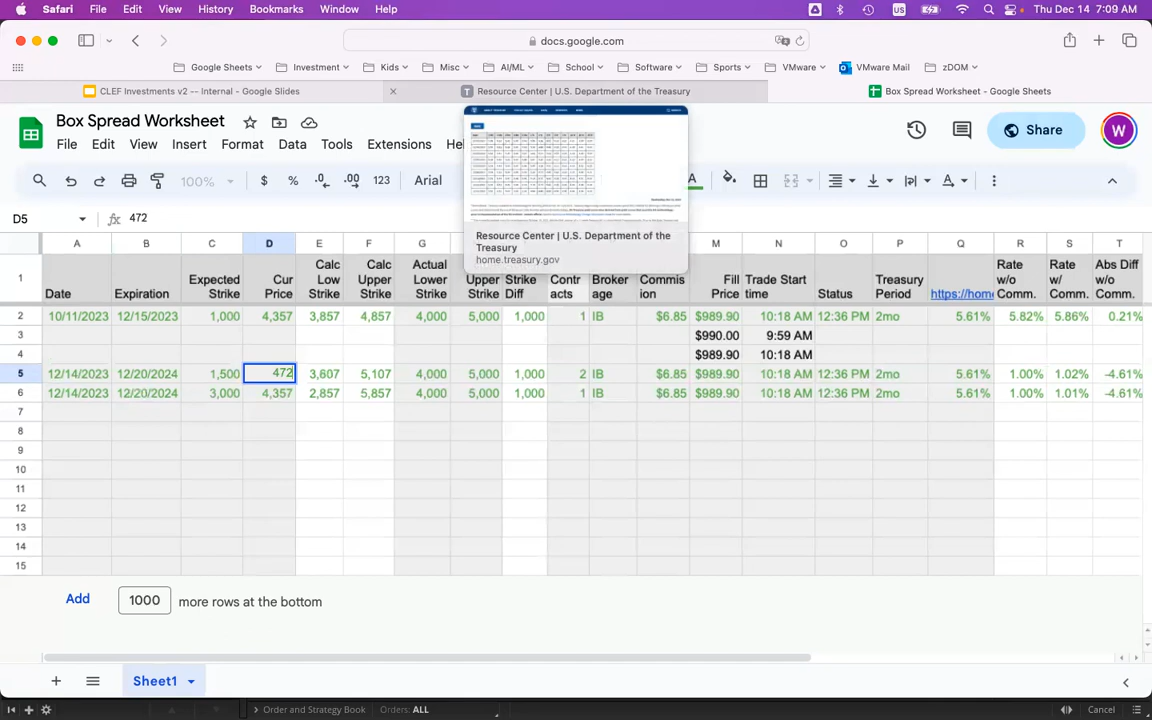 Safari File Edit View History Bookmarks Window Help Thu Dec 14 7:09 AM
docs.google.com
Google Sheets Investment Kids Misc AI/ML School Software Sports VMware VMware Mail zDOM
CLEF Investments v2 -- Internal - Google Slides Resource Center | U.S. Department of the Treasury Box Spread Worksheet - Google Sheets
Box Spread Worksheet
Share W
File Edit View Insert Format Data Tools Extensions He
100% $ % .0 .00 123 Arial A
D5 fx 472
Resource Center | U.S. Department of the
Treasury
home.treasury.gov
A B C D E F G M N O P Q R S T
1 Date Expiration Expected Strike Cur Price Calc Low Strike Calc Upper Strike Actual Lower Strike Upper Strike Strike Diff Contr acts Broker age Commis ion Fill Price Trade Start time Status Treasury Period https://home Rate w/o Comm. Rate w/ Comm. Abs Diff w/o Comm.
2 10/11/2023 12/15/2023 1,000 4,357 3,857 4,857 4,000 5,000 1,000 1 IB $6.85 $989.90 10:18 AM 12:36 PM 2mo 5.61% 5.82% 5.86% 0.21%
3 $990.00 9:59 AM
4 $989.90 10:18 AM
5 12/14/2023 12/20/2024 1,500 472 3,607 5,107 4,000 5,000 1,000 2 IB $6.85 $989.90 10:18 AM 12:36 PM 2mo 5.61% 1.00% 1.02% -4.61%
6 12/14/2023 12/20/2024 3,000 4,357 2,857 5,857 4,000 5,000 1,000 1 IB $6.85 $989.90 10:18 AM 12:36 PM 2mo 5.61% 1.00% 1.01% -4.61%
7
8
9
10
11
12
13
14
15
Add 1000 more rows at the bottom
Sheet1
Order and Strategy Book Orders: ALL Cancel